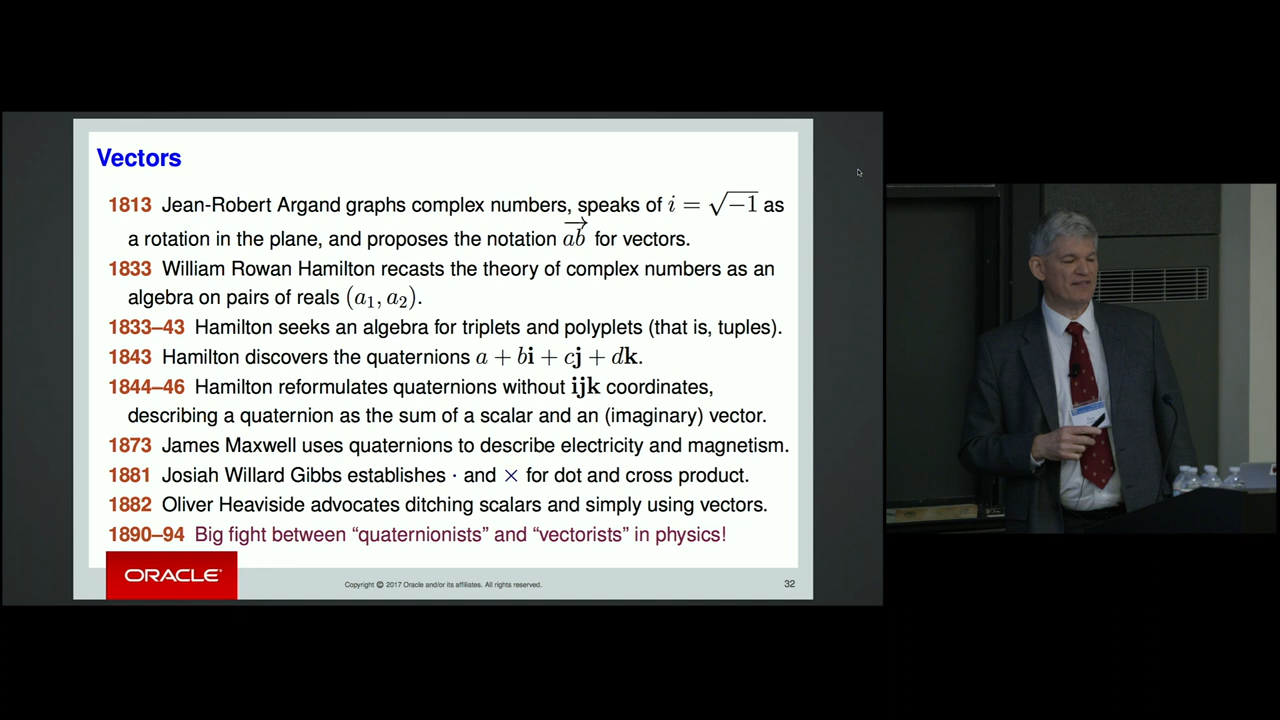 Vectors
1813 Jean-Robert Argand graphs complex numbers, speaks of i = √−1 as
a rotation in the plane, and proposes the notation ab→ for vectors.
1833 William Rowan Hamilton recasts the theory of complex numbers as an
algebra on pairs of reals (a₁, a₂).
1833–43 Hamilton seeks an algebra for triplets and polyplets (that is, tuples).
1843 Hamilton discovers the quaternions a + bi + cj + dk.
1844–46 Hamilton reformulates quaternions without ijk coordinates,
describing a quaternion as the sum of a scalar and an (imaginary) vector.
1873 James Maxwell uses quaternions to describe electricity and magnetism.
1881 Josiah Willard Gibbs establishes · and × for dot and cross product.
1882 Oliver Heaviside advocates ditching scalars and simply using vectors.
1890–94 Big fight between “quaternionists” and “vectorists” in physics!
ORACLE®
Copyright © 2017 Oracle and/or its affiliates. All rights reserved.
32